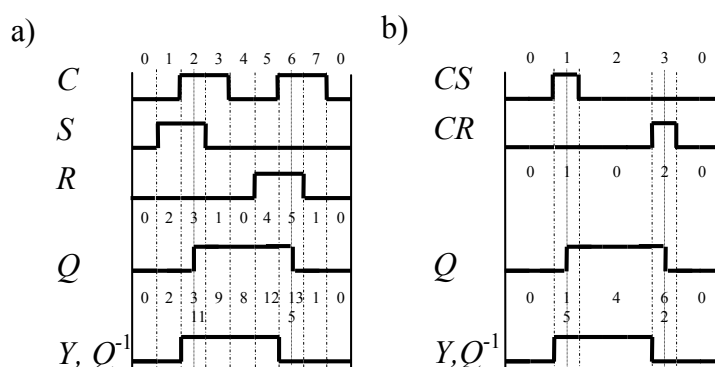 a)
0 1 2 3 4 5 6 7 0
C
S
R
0 2 3 1 0 4 5 1 0
Q
0 2 3 9 8 12 13 1 0
11 5
Y, Q⁻¹
b)
0 1 2 3 0
CS
CR
0 1 0 2 0
Q
0 1 4 6 0
5 2
Y,Q⁻¹